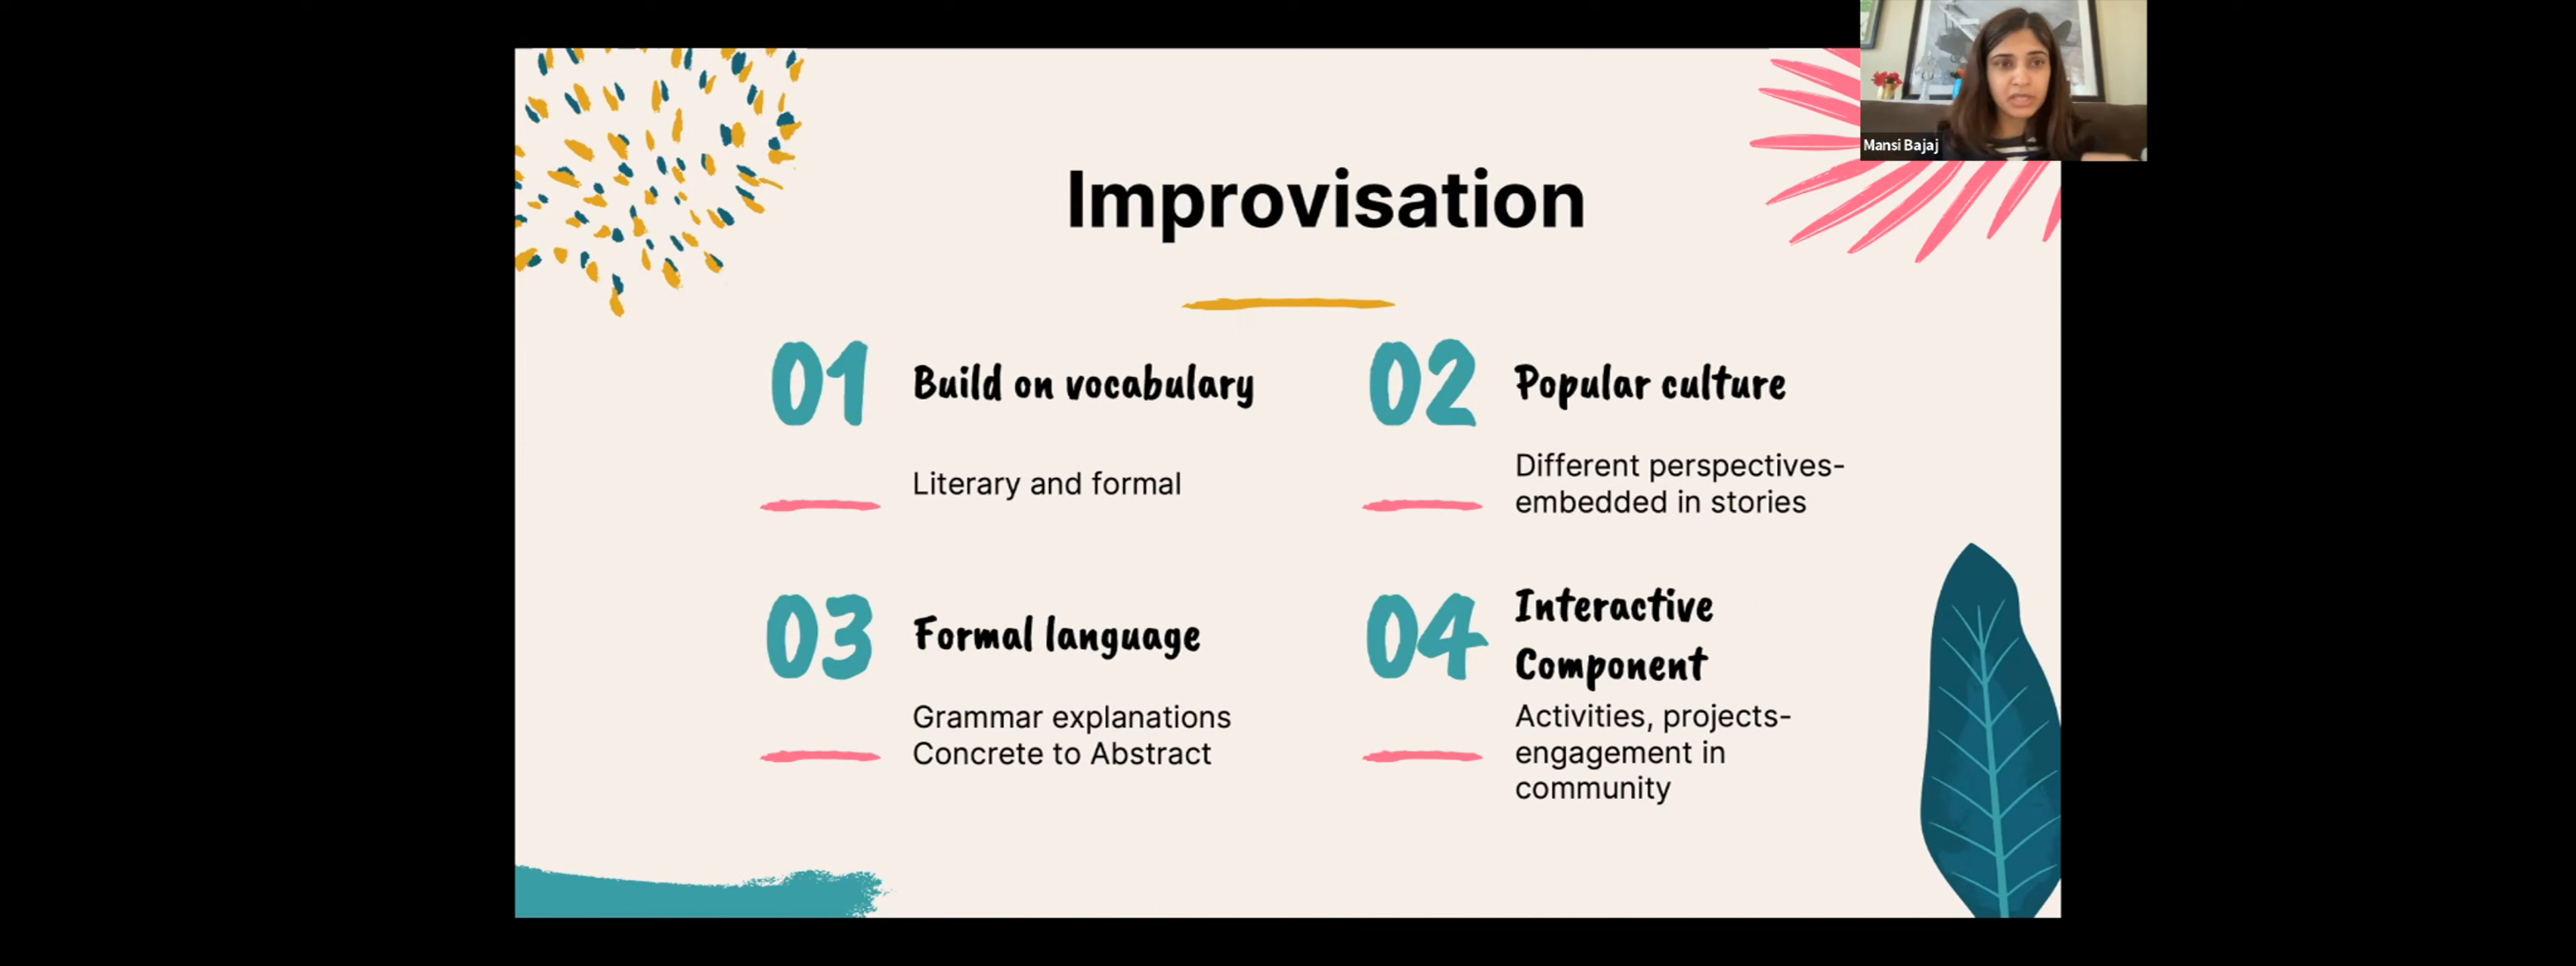 Mansi Bajaj
Improvisation
01
Build on vocabulary
Literary and formal
02
Popular culture
Different perspectives-
embedded in stories
03
Formal language
Grammar explanations
Concrete to Abstract
04
Interactive
Component
Activities, projects-
engagement in
community